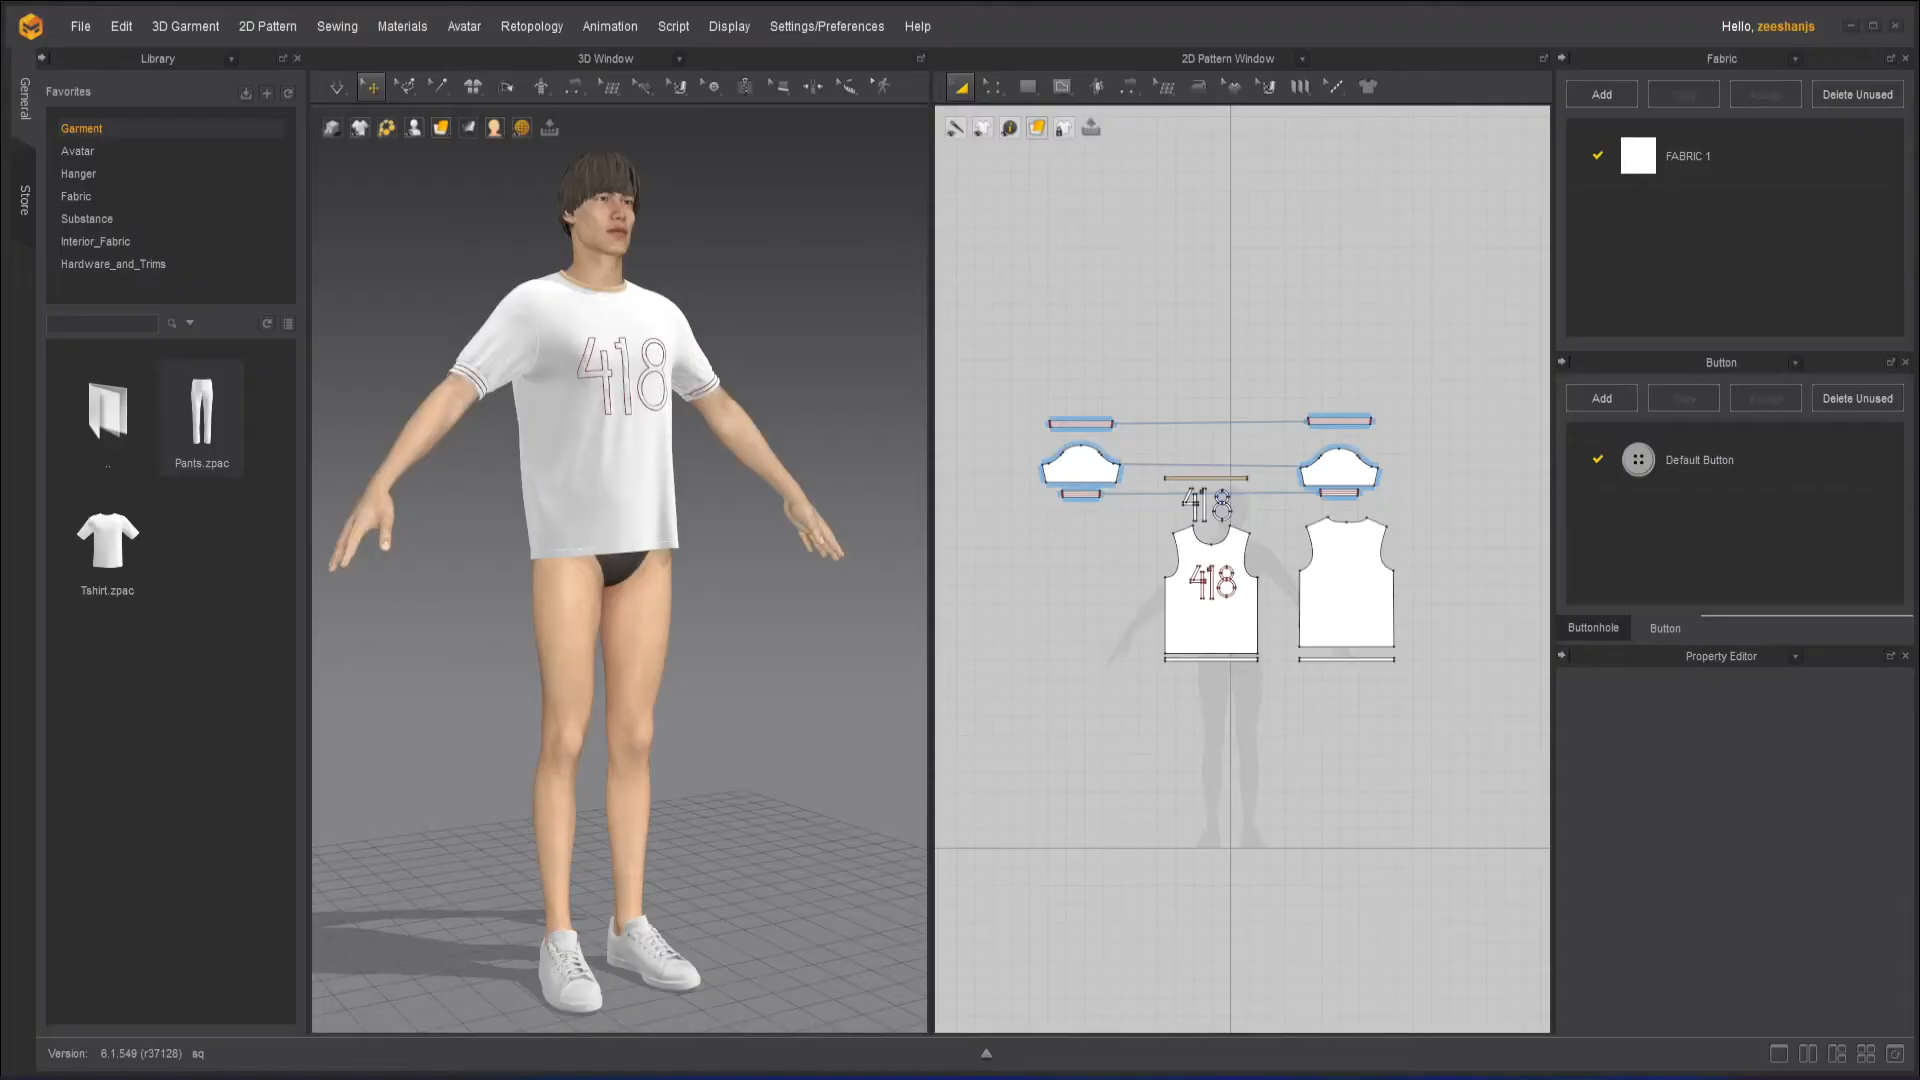 File Edit 3D Garment 2D Pattern Sewing Materials Avatar Retopology Animation Script Display Settings/Preferences Help Hello, zeeshanjs
Library 3D Window 2D Pattern Window Fabric
General
Store
Favorites
Garment
Avatar
Hanger
Fabric
Substance
Interior_Fabric
Hardware_and_Trims
..
Pants.zpac
Tshirt.zpac
418
418
418
Add Delete Unused
FABRIC 1
Button
Add Delete Unused
Default Button
Buttonhole Button
Property Editor
Version: 6.1.549 (r37128) sq